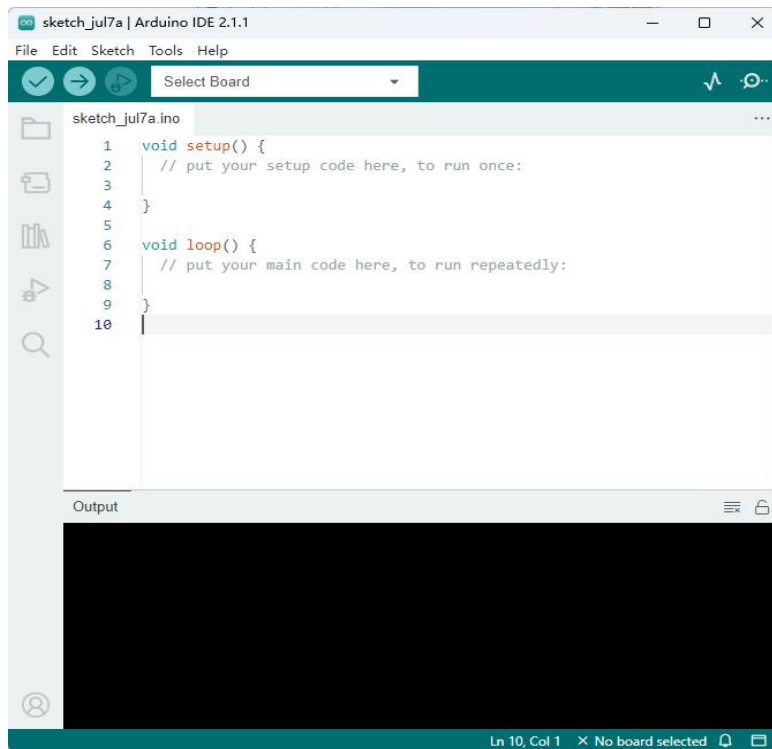 sketch_jul7a | Arduino IDE 2.1.1
File Edit Sketch Tools Help
Select Board
sketch_jul7a.ino
1 void setup() {
2 // put your setup code here, to run once:
3
4 }
5
6 void loop() {
7 // put your main code here, to run repeatedly:
8
9 }
10
Output
Ln 10, Col 1 × No board selected